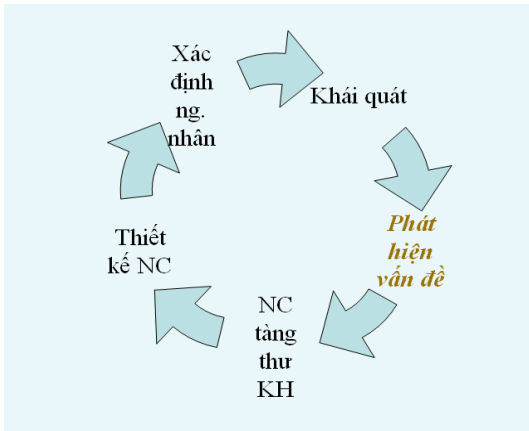 Xác
định
ng.
nhân
Khái quát
Phát
hiện
vấn đề
NC
tàng
thư
KH
Thiết
kế NC